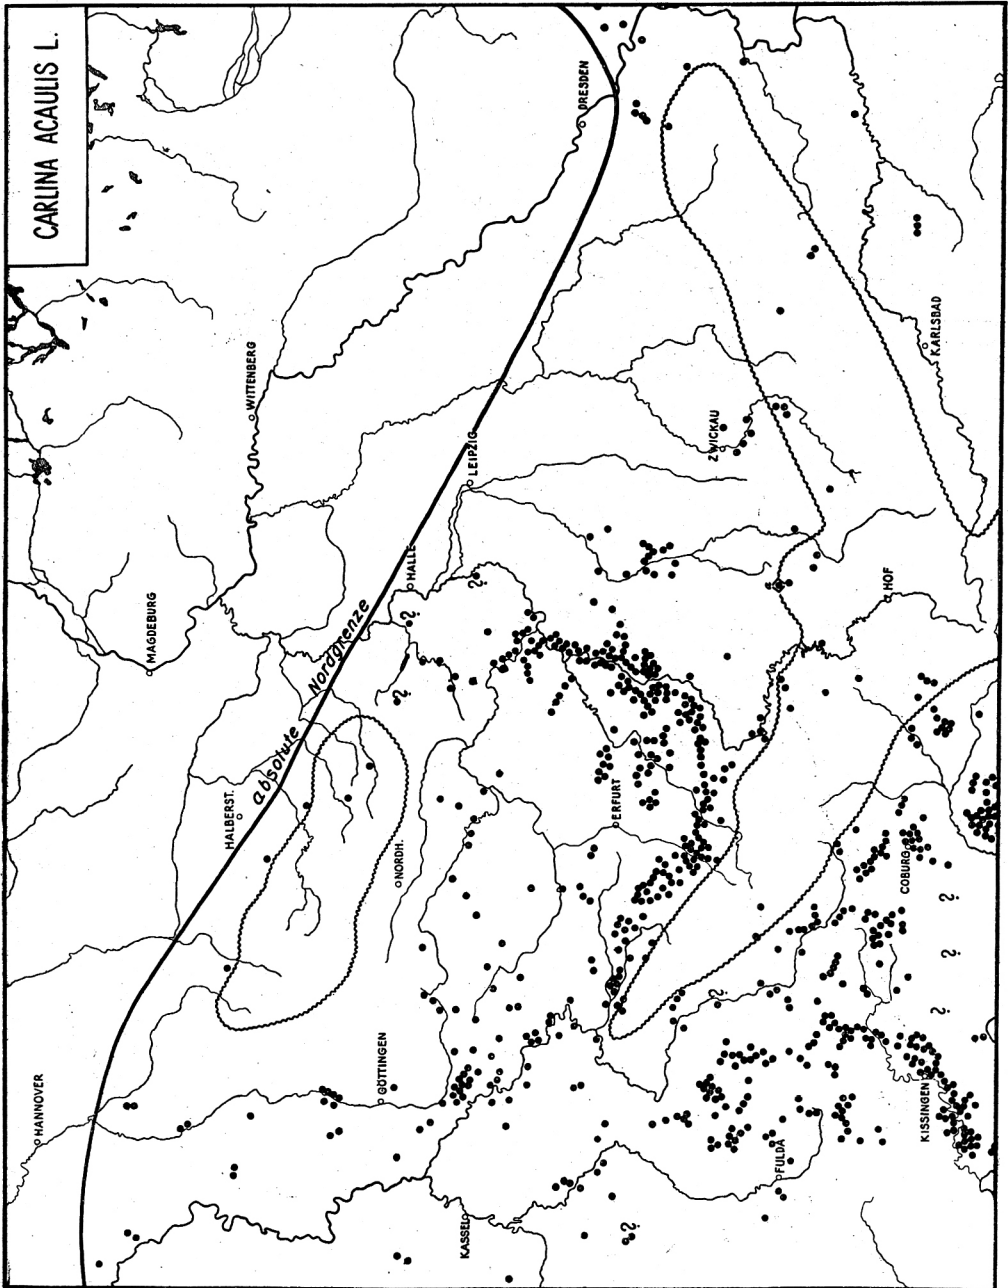 CARLINA ACAULIS L.
HANNOVER
MAGDEBURG
WITTENBERG
HALBERST.
absolute Nordgrenze
NORDH.
HALLE
LEIPZIG
DRESDEN
GÖTTINGEN
KASSEL
ERFURT
ZWICKAU
FULDA
KISSINGEN
COBURG
HOF
KARLSBAD
?
?
?
?
?
?
?
?